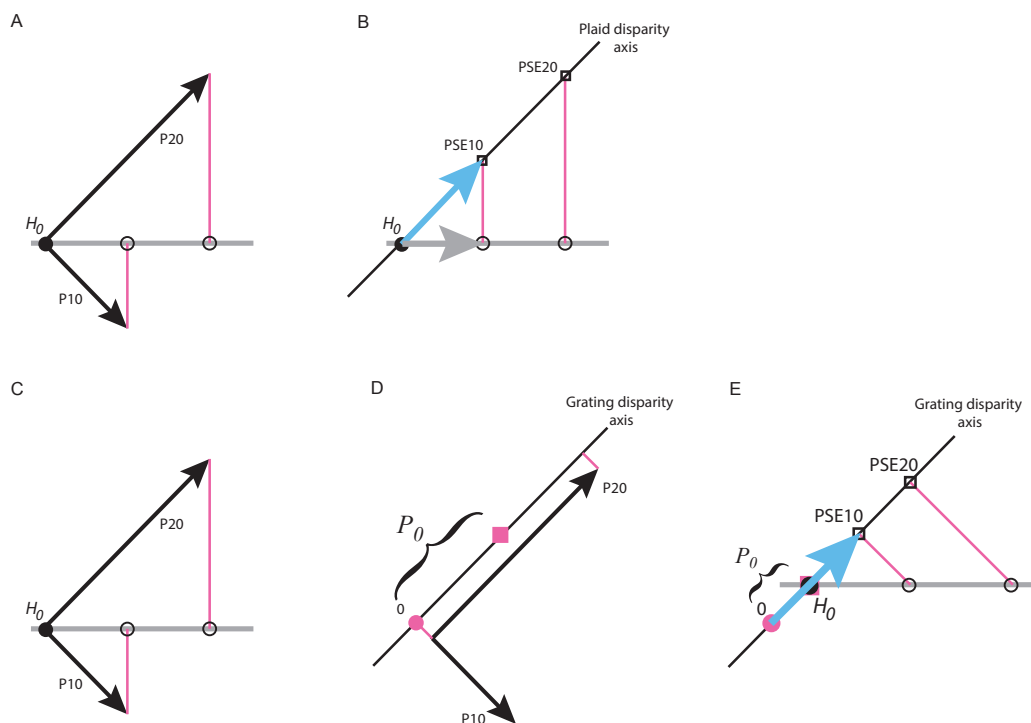 A
P20
H0
P10
B
Plaid disparity
axis
PSE20
PSE10
H0
C
P20
H0
P10
D
Grating disparity
axis
P20
P0
0
P10
E
Grating disparity
axis
PSE20
PSE10
P0
0
H0